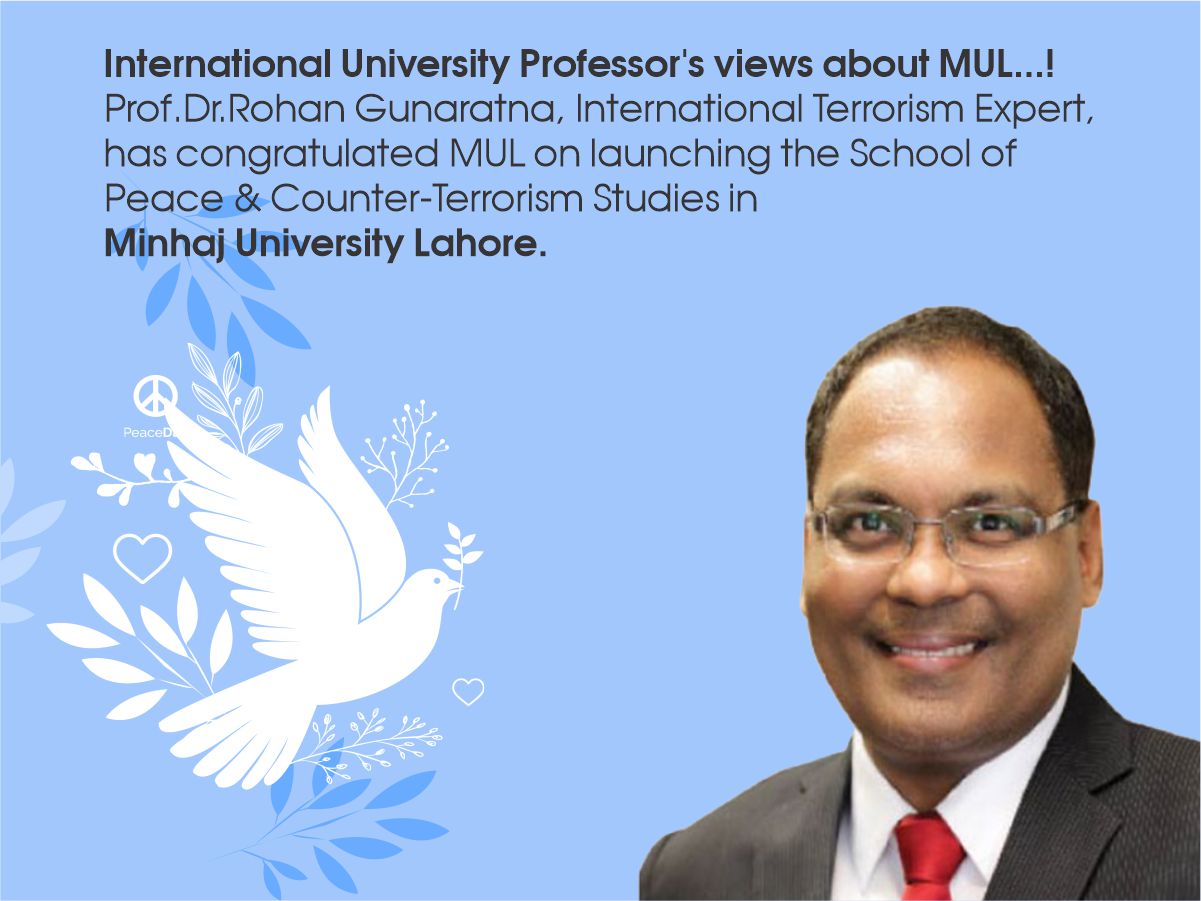 International University Professor's views about MUL...!
Prof.Dr.Rohan Gunaratna, International Terrorism Expert,
has congratulated MUL on launching the School of
Peace & Counter-Terrorism Studies in
Minhaj University Lahore.